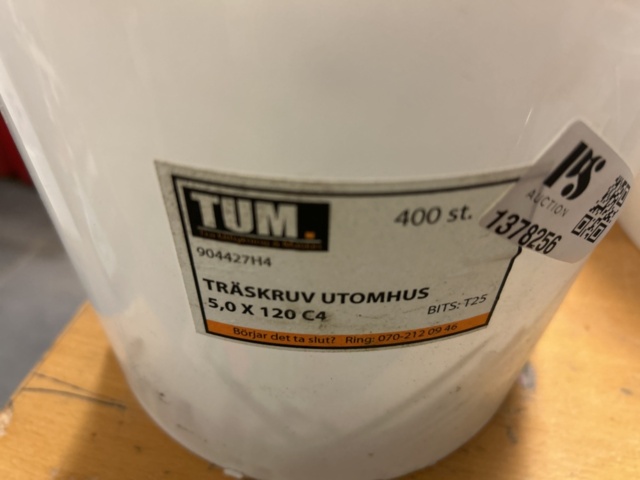 TUM.
400 st.
904427H4
TRÄSKRUV UTOMHUS
5,0 X 120 C4
BITS: T25
Börjar det ta slut? Ring: 070-212 09 46
PS
AUCTION
1378256